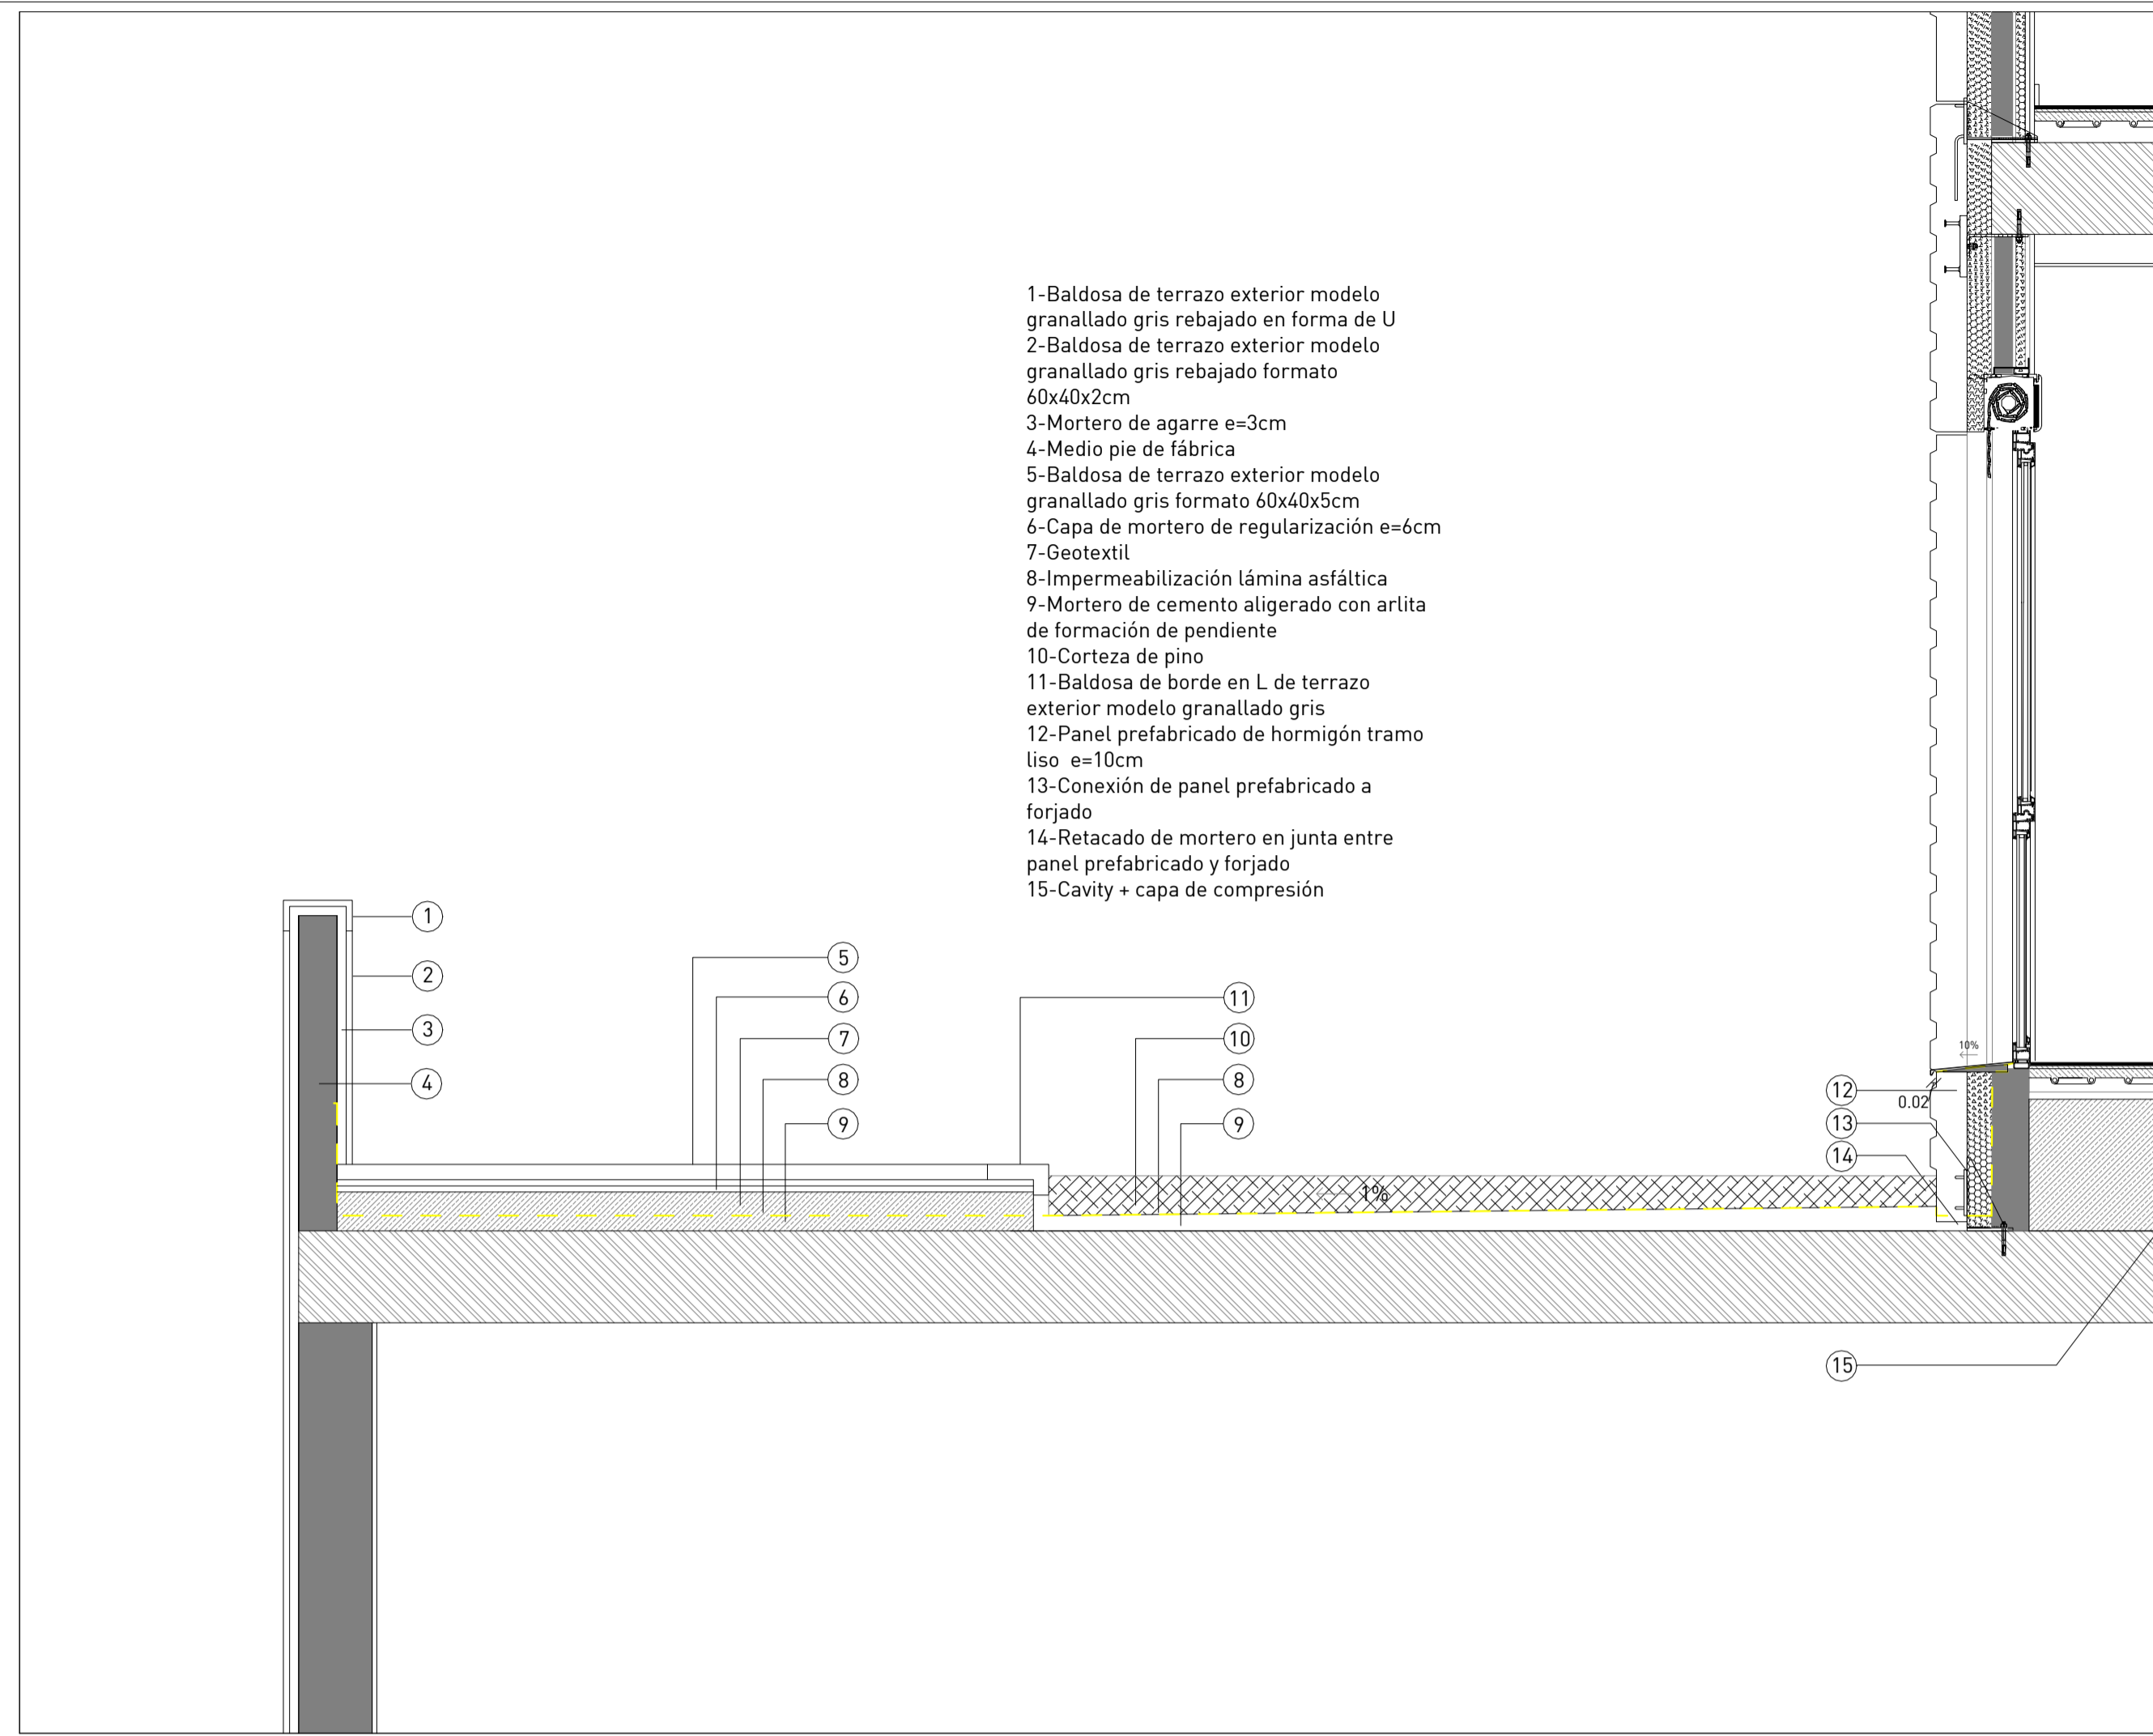 1-Baldosa de terrazo exterior modelo
granallado gris rebajado en forma de U
2-Baldosa de terrazo exterior modelo
granallado gris rebajado formato
60x40x2cm
3-Mortero de agarre e=3cm
4-Medio pie de fábrica
5-Baldosa de terrazo exterior modelo
granallado gris formato 60x40x5cm
6-Capa de mortero de regularización e=6cm
7-Geotextil
8-Impermeabilización lámina asfáltica
9-Mortero de cemento aligerado con arlita
de formación de pendiente
10-Corteza de pino
11-Baldosa de borde en L de terrazo
exterior modelo granallado gris
12-Panel prefabricado de hormigón tramo
liso  e=10cm
13-Conexión de panel prefabricado a
forjado
14-Retacado de mortero en junta entre
panel prefabricado y forjado
15-Cavity + capa de compresión
1
2
3
4
5
6
7
8
9
11
10
8
9
1%
10%
12
0.02
13
14
15